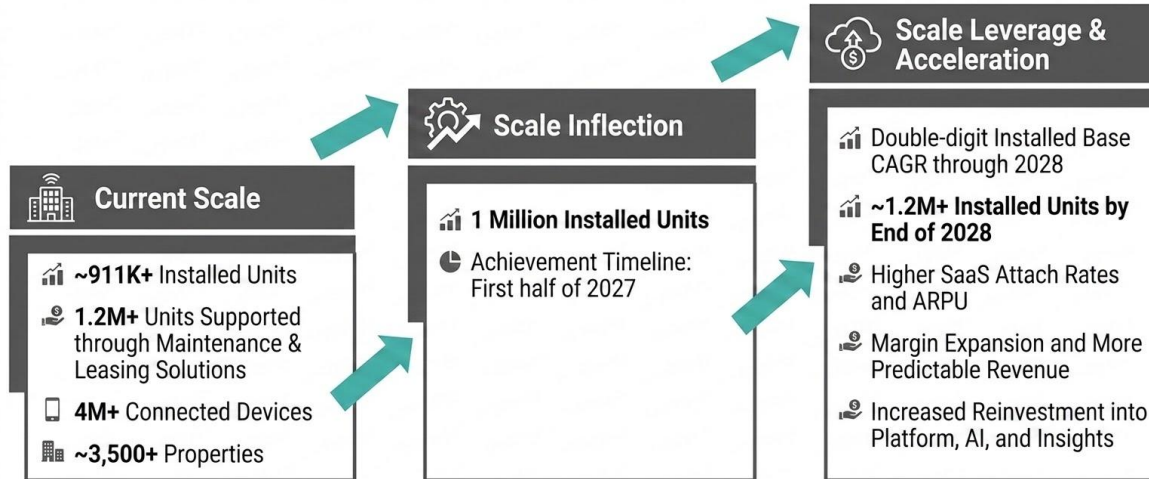 Current Scale
~911K+ Installed Units
1.2M+ Units Supported
through Maintenance &
Leasing Solutions
4M+ Connected Devices
~3,500+ Properties
Scale Inflection
1 Million Installed Units
Achievement Timeline:
First half of 2027
Scale Leverage &
Acceleration
Double-digit Installed Base
CAGR through 2028
~1.2M+ Installed Units by
End of 2028
Higher SaaS Attach Rates
and ARPU
Margin Expansion and More
Predictable Revenue
Increased Reinvestment into
Platform, AI, and Insights